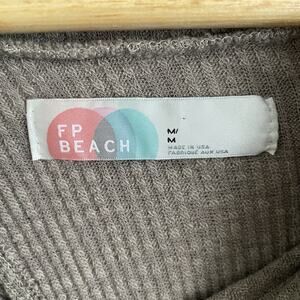 FP
BEACH
M/
M
MADE IN USA
FABRIQUÉ AUX USA